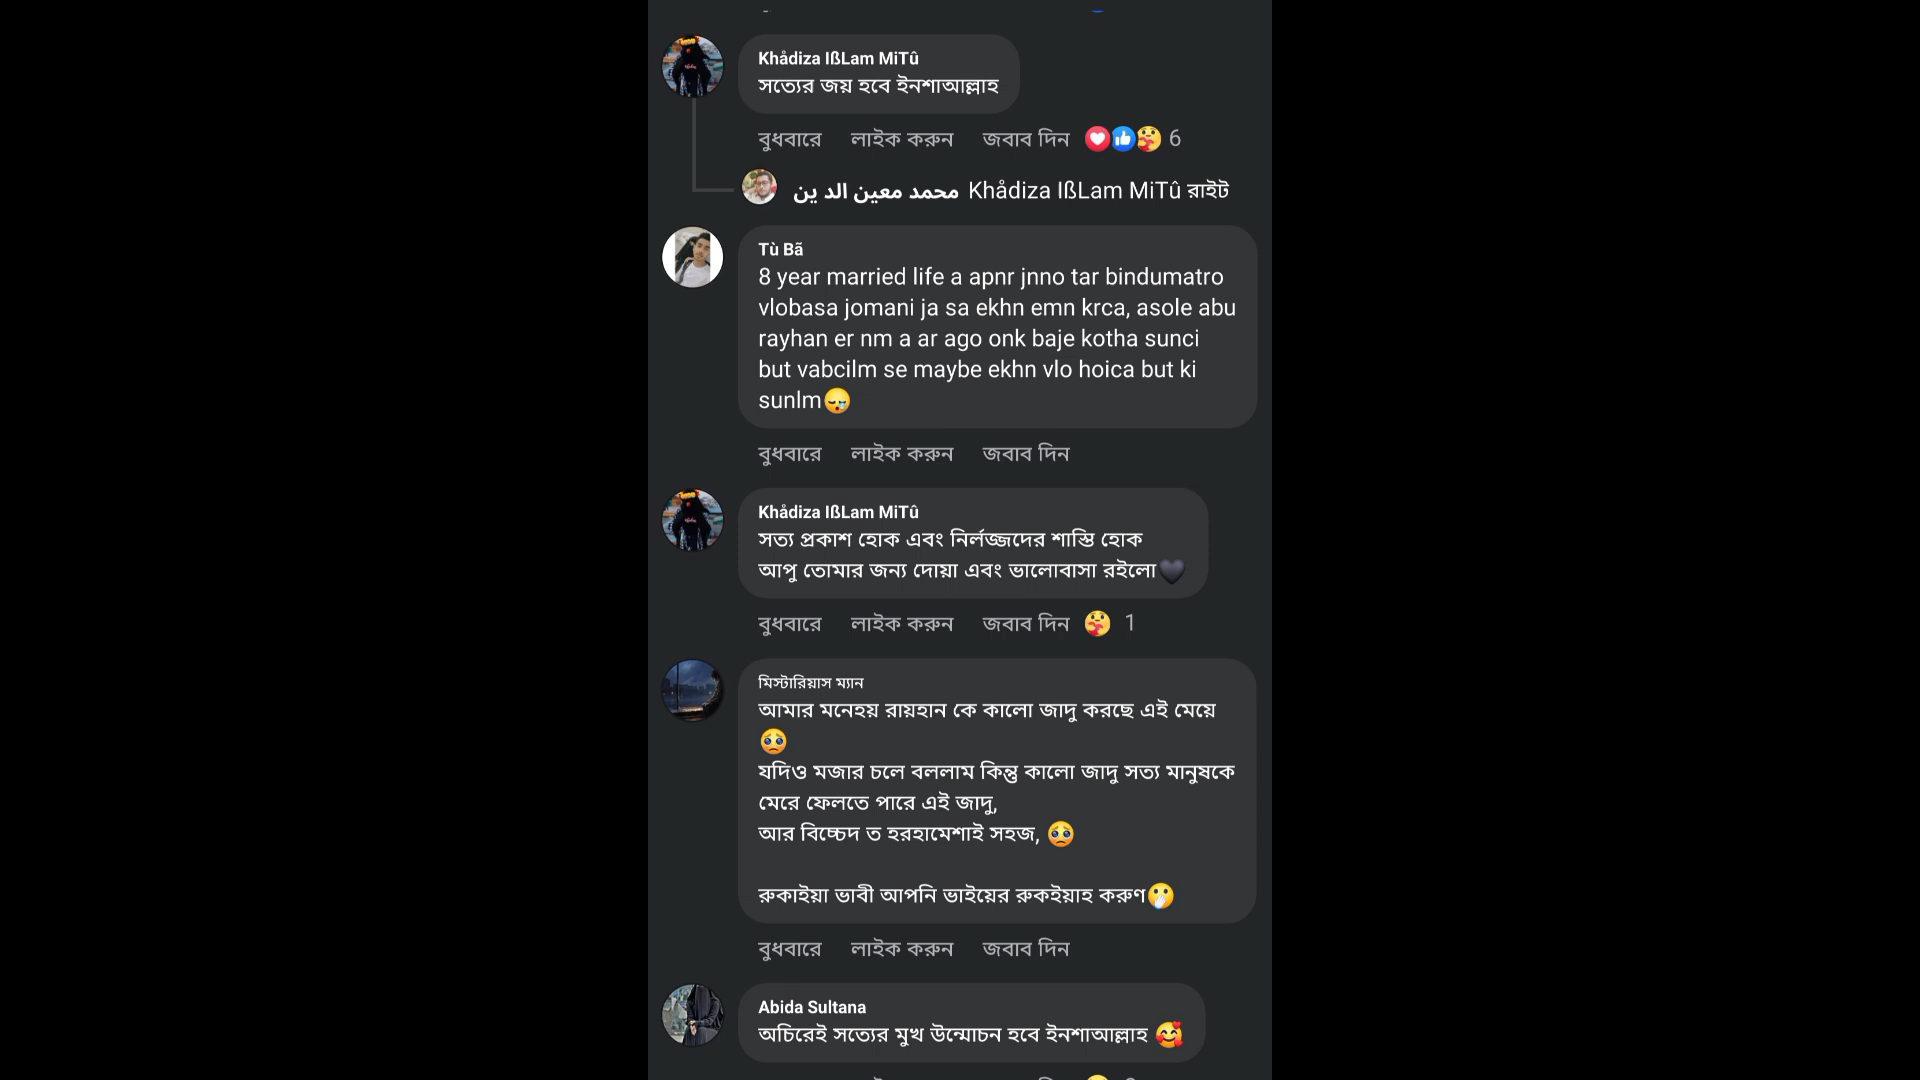 Khådiza IßLam MiTû
সত্যের জয় হবে ইনশাআল্লাহ
বুধবারে লাইক করুন জবাব দিন 6
محمد معين الد ين Khådiza IßLam MiTû রাইট
Tù Bã
8 year married life a apnr jnno tar bindumatro
vlobasa jomani ja sa ekhn emn krca, asole abu
rayhan er nm a ar ago onk baje kotha sunci
but vabcilm se maybe ekhn vlo hoica but ki
sunlm😪
বুধবারে লাইক করুন জবাব দিন
Khådiza IßLam MiTû
সত্য প্রকাশ হোক এবং নির্লজ্জদের শাস্তি হোক
আপু তোমার জন্য দোয়া এবং ভালোবাসা রইলো🖤
বুধবারে লাইক করুন জবাব দিন 1
মিস্টারিয়াস ম্যান
আমার মনেহয় রায়হান কে কালো জাদু করছে এই মেয়ে
🥺
যদিও মজার চলে বললাম কিন্তু কালো জাদু সত্য মানুষকে
মেরে ফেলতে পারে এই জাদু,
আর বিচ্ছেদ ত হরহামেশাই সহজ, 🥺
রুকাইয়া ভাবী আপনি ভাইয়ের রুকইয়াহ করুণ🫢
বুধবারে লাইক করুন জবাব দিন
Abida Sultana
অচিরেই সত্যের মুখ উন্মোচন হবে ইনশাআল্লাহ 🥰